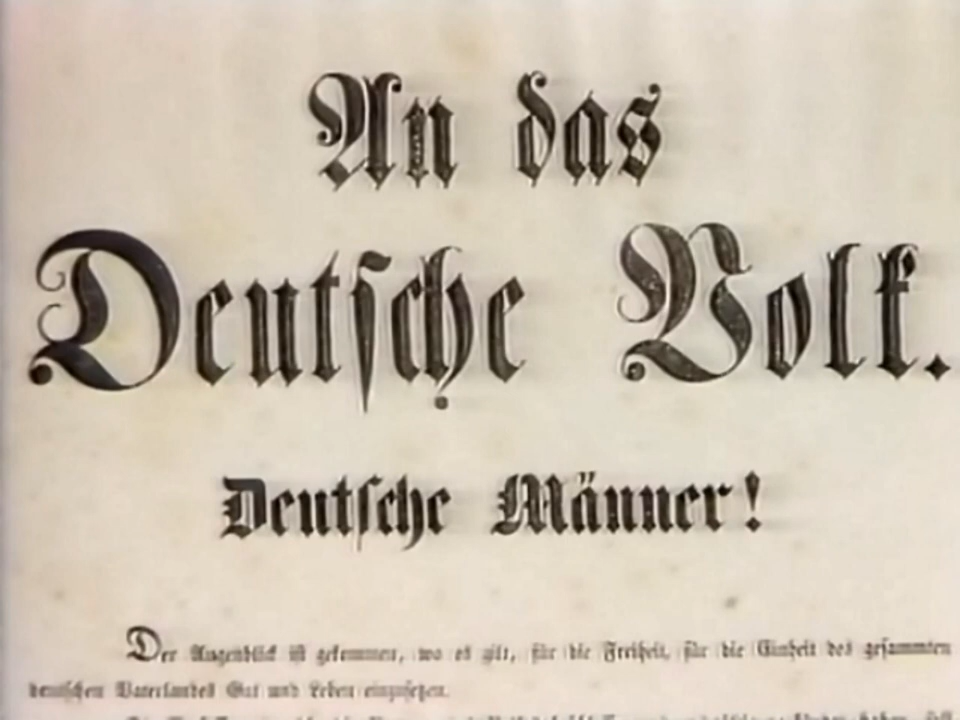 An das
Deutsche Volk.
Deutsche Männer!
Der Augenblick ist gekommen, wo es gilt, für die Freiheit, für die Einheit des gesammten
deutschen Vaterlandes Gut und Leben einzusetzen.